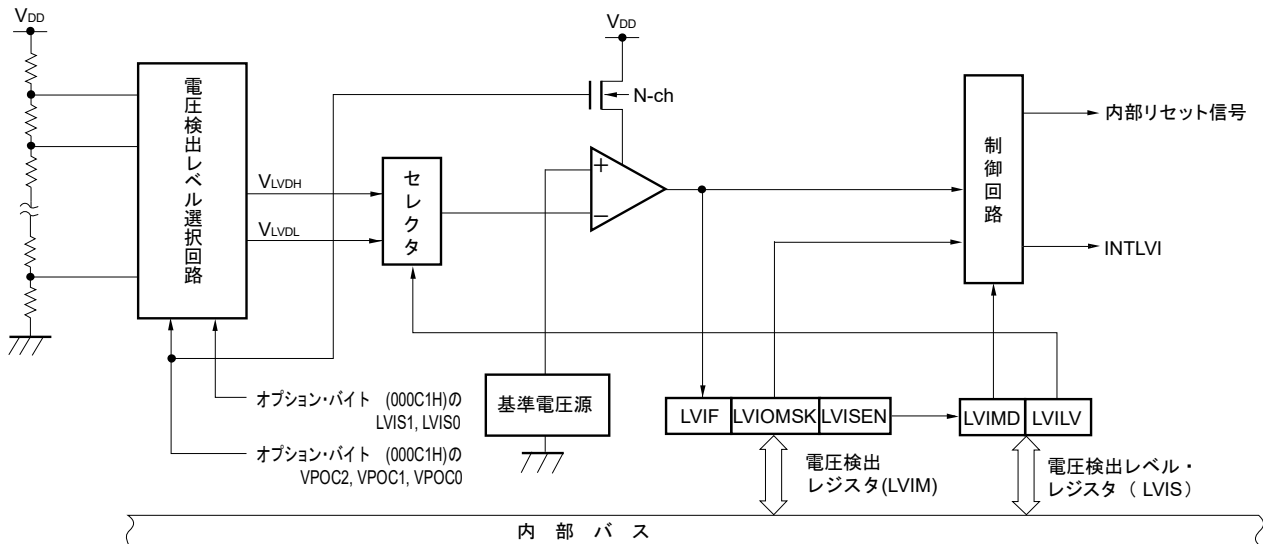 VDD
VDD
電圧検出レベル選択回路
N-ch
内部リセット信号
VLVDH
VLVDL
セレクタ
+
−
制御回路
INTLVI
オプション・バイト (000C1H)の
LVIS1, LVIS0
オプション・バイト (000C1H)の
VPOC2, VPOC1, VPOC0
基準電圧源
LVIF LVIOMSK LVISEN
LVIMD LVILV
電圧検出
レジスタ(LVIM)
電圧検出レベル・
レジスタ ( LVIS)
内 部 バ ス